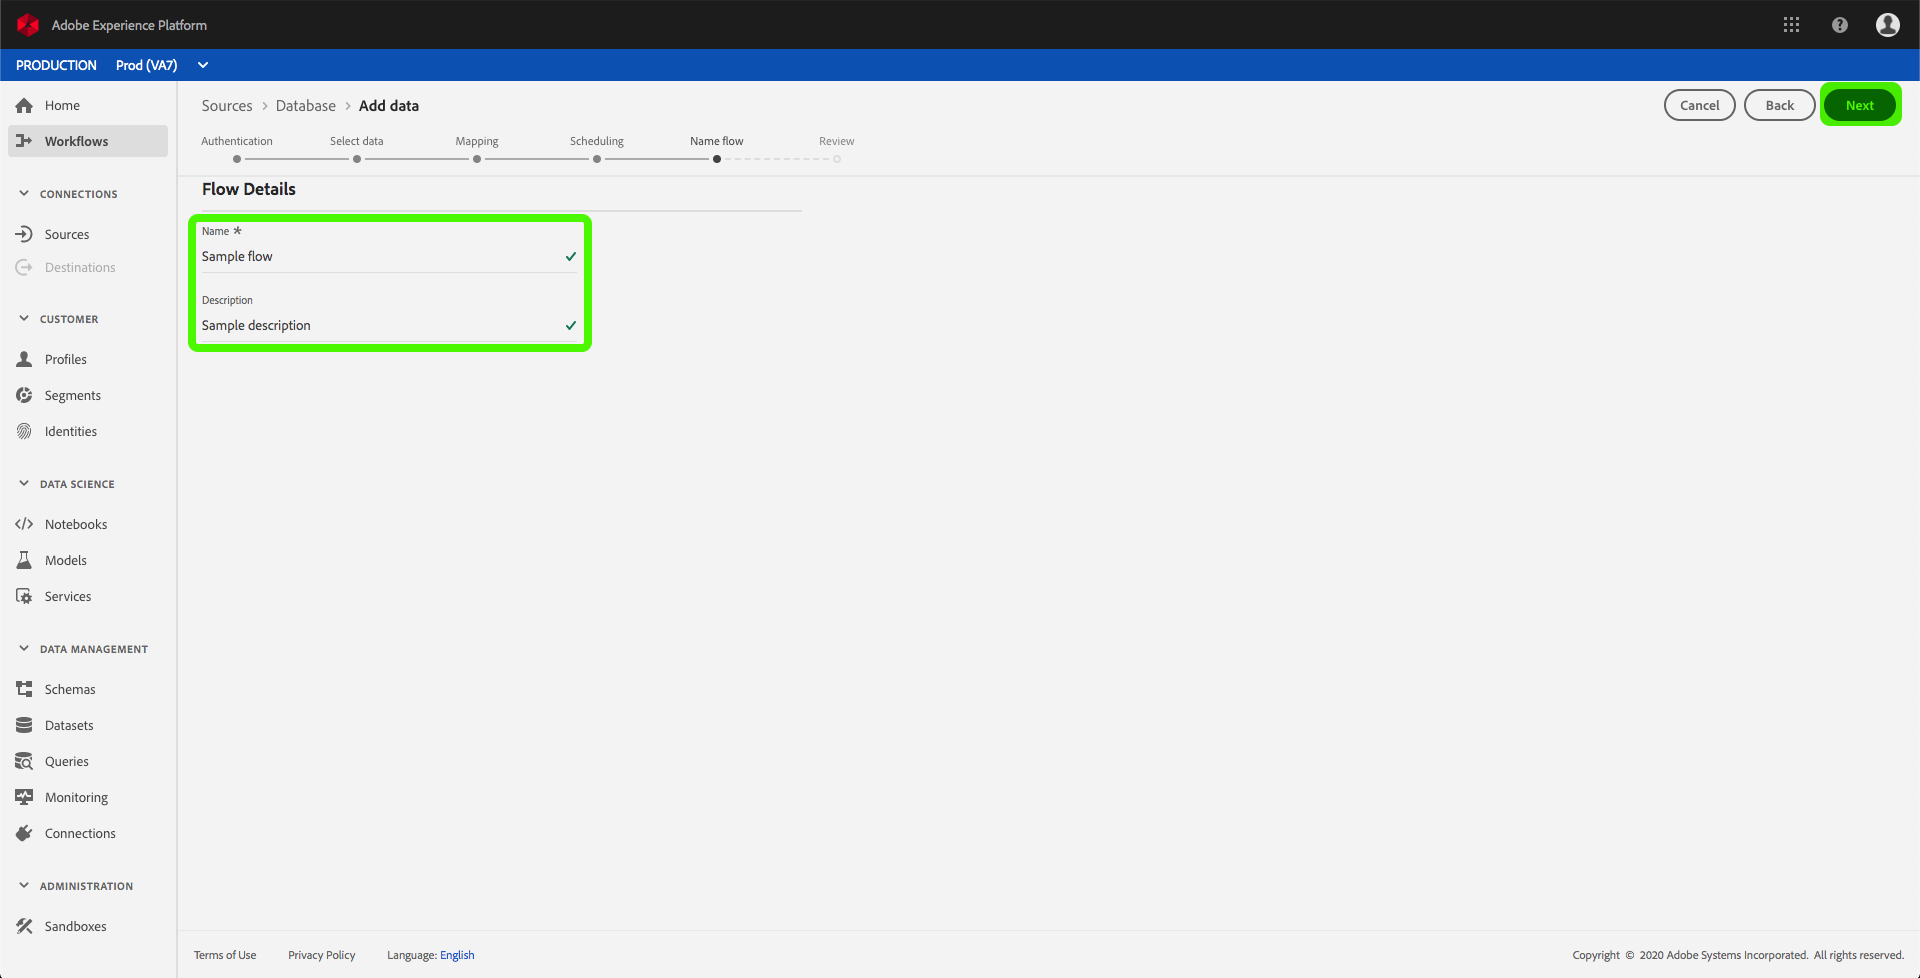 Adobe Experience Platform
PRODUCTION Prod (VA7)
Home
Workflows
CONNECTIONS
Sources
Destinations
CUSTOMER
Profiles
Segments
Identities
DATA SCIENCE
Notebooks
Models
Services
DATA MANAGEMENT
Schemas
Datasets
Queries
Monitoring
Connections
ADMINISTRATION
Sandboxes
Sources > Database > Add data
Cancel Back Next
Authentication Select data Mapping Scheduling Name flow Review
Flow Details
Name *
Sample flow
Description
Sample description
Terms of Use Privacy Policy Language: English
Copyright © 2020 Adobe Systems Incorporated. All rights reserved.